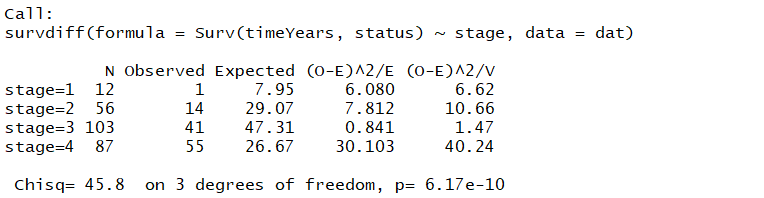 Call:
survdiff(formula = Surv(timeYears, status) ~ stage, data = dat)
N Observed Expected (O-E)^2/E (O-E)^2/V
stage=1 12 1 7.95 6.080 6.62
stage=2 56 14 29.07 7.812 10.66
stage=3 103 41 47.31 0.841 1.47
stage=4 87 55 26.67 30.103 40.24
Chisq= 45.8 on 3 degrees of freedom, p= 6.17e-10